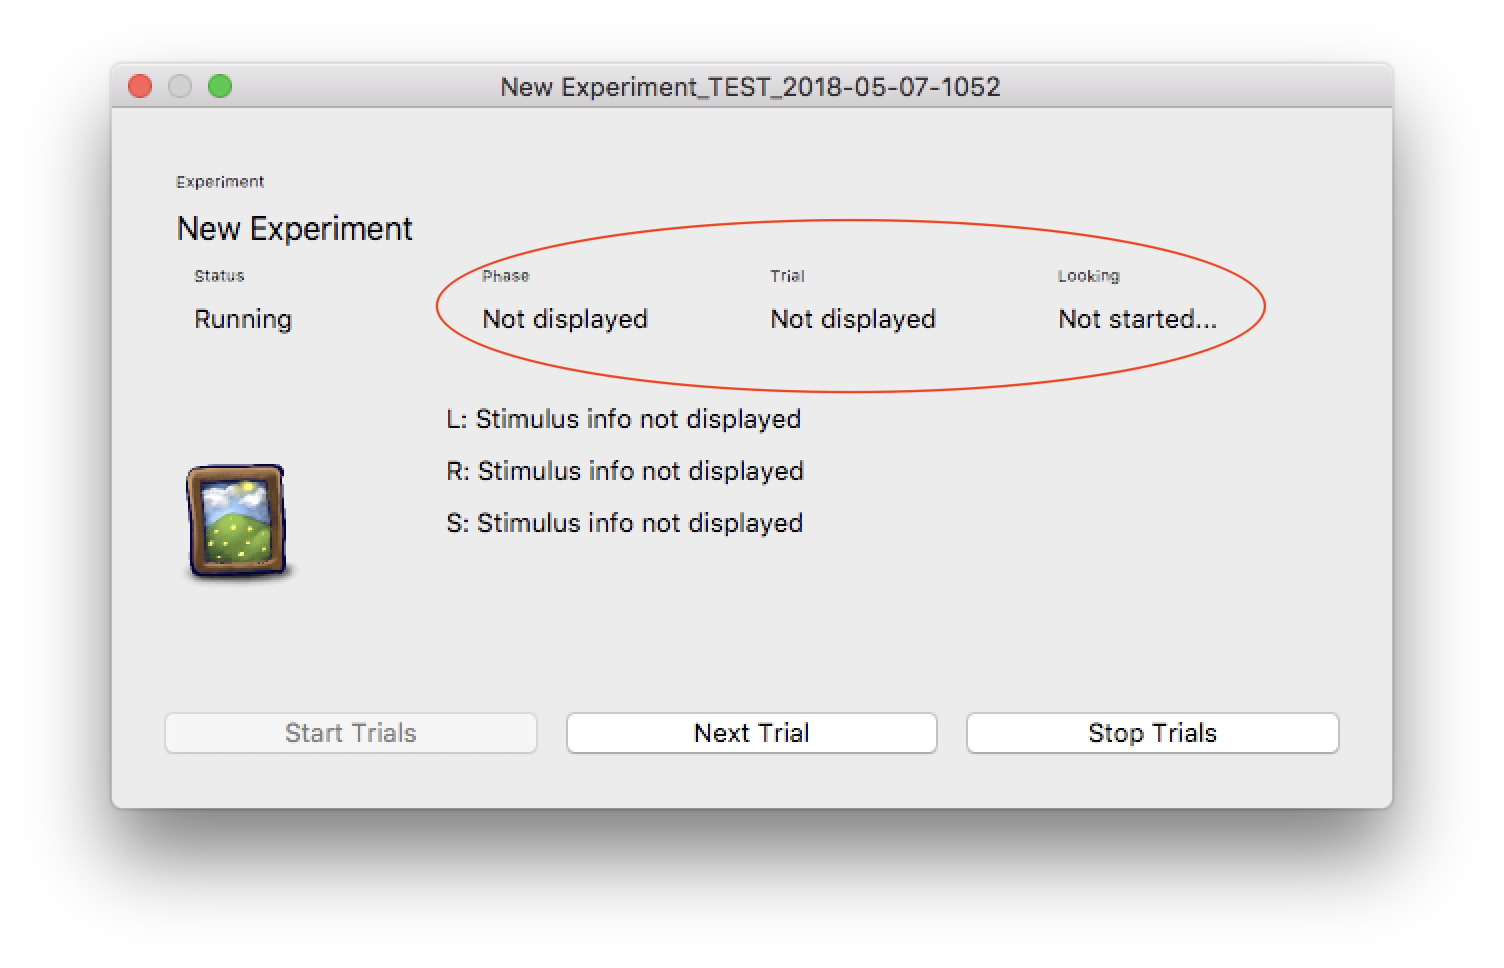 New Experiment_TEST_2018-05-07-1052
Experiment
New Experiment
Status Phase Trial Looking
Running Not displayed Not displayed Not started...
L: Stimulus info not displayed
R: Stimulus info not displayed
S: Stimulus info not displayed
Start Trials Next Trial Stop Trials